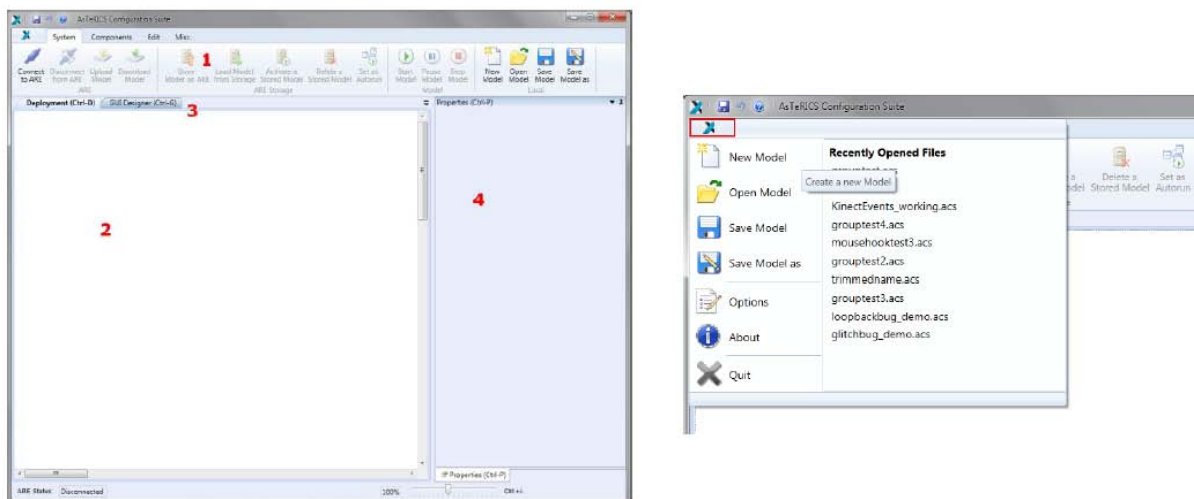 AsTeRICS Configuration Suite
System Components Edit Misc
1
Connect to ARE
Disconnect from ARE
Upload Model
Download Model
Store Model on ARE
Load Model from Storage
Activate a Stored Model
Delete a Stored Model
Set as Autorun
Start Model
Pause Model
Stop Model
New Model
Open Model
Save Model
Save Model as
ARE
ARE Storage
Model
Local
Deployment (Ctrl-D)
GUI Designer (Ctrl-G)
Properties (Ctrl-P)
3
2
4
Properties (Ctrl-P)
ARE Status: Disconnected
100%
Ctrl+/-
AsTeRICS Configuration Suite
New Model
Open Model
Save Model
Save Model as
Options
About
Quit
Recently Opened Files
Create a new Model
KinectEvents_working.acs
grouptest4.acs
mousehooktest3.acs
grouptest2.acs
trimmedname.acs
grouptest3.acs
loopbackbug_demo.acs
glitchbug_demo.acs
Delete a Stored Model
Set as Autorun